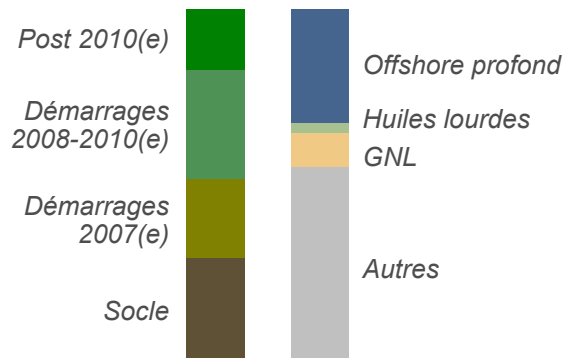 Post 2010(e)
Démarrages
2008-2010(e)
Démarrages
2007(e)
Socle
Offshore profond
Huiles lourdes
GNL
Autres